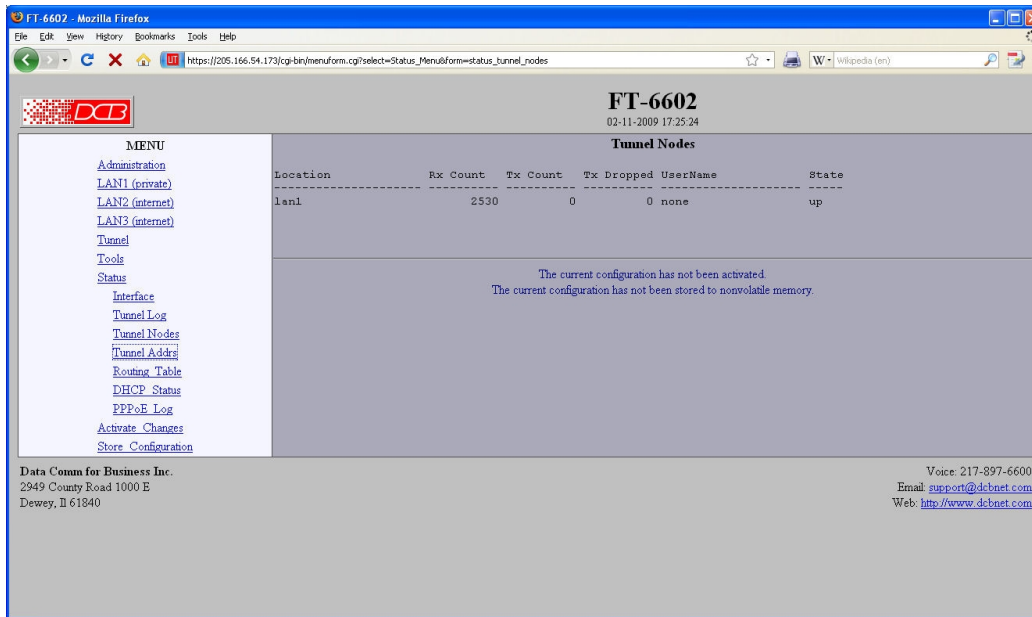 FT-6602 - Mozilla Firefox
File Edit View History Bookmarks Tools Help
https://205.166.54.173/cgi-bin/menuform.cgi?select=Status_Menu&form=status_tunnel_nodes
W Wikipedia (en)
DCB
FT-6602
02-11-2009 17:25:24
MENU
Administration
LAN1 (private)
LAN2 (internet)
LAN3 (internet)
Tunnel
Tools
Status
Interface
Tunnel Log
Tunnel Nodes
Tunnel Addrs
Routing Table
DHCP Status
PPPoE Log
Activate Changes
Store Configuration
Tunnel Nodes
Location Rx Count Tx Count Tx Dropped UserName State
-------------------- --------- --------- ---------- ------------------- -----
lan1 2530 0 0 none up
The current configuration has not been activated.
The current configuration has not been stored to nonvolatile memory.
Data Comm for Business Inc.
2949 County Road 1000 E
Dewey, Il 61840
Voice: 217-897-6600
Email: support@dcbnet.com
Web: http://www.dcbnet.com